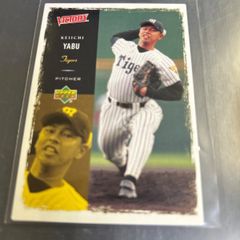 VICTORY
KEIICHI
YABU
Tigers
PITCHER
Tigers
UPPER DECK